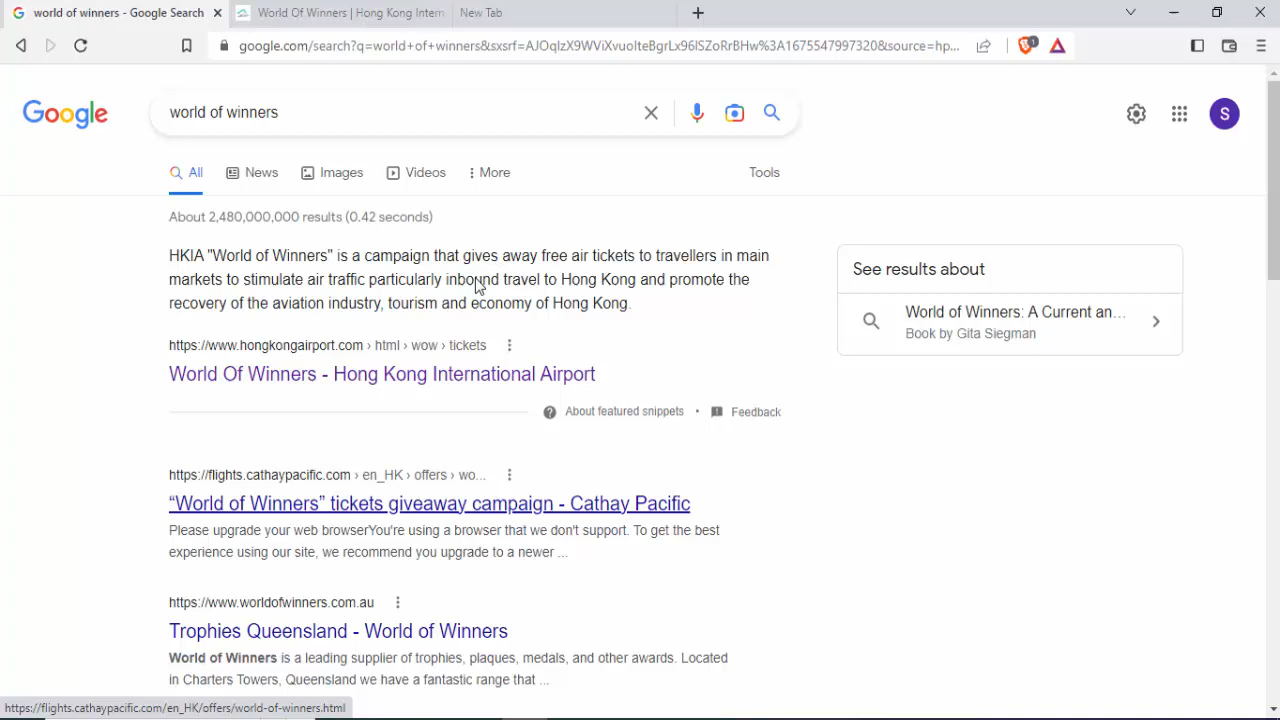 world of winners - Google Search
World Of Winners | Hong Kong Intern
New Tab
google.com/search?q=world+of+winners&sxsrf=AJOqlzX9WViXvuolteBgrLx96lSZoRrBHw%3A1675547997320&source=hp...
1
Google
world of winners
S
All
News
Images
Videos
More
Tools
About 2,480,000,000 results (0.42 seconds)
HKIA "World of Winners" is a campaign that gives away free air tickets to travellers in main
markets to stimulate air traffic particularly inbound travel to Hong Kong and promote the
recovery of the aviation industry, tourism and economy of Hong Kong.
https://www.hongkongairport.com › html › wow › tickets
World Of Winners - Hong Kong International Airport
About featured snippets • Feedback
See results about
World of Winners: A Current an...
Book by Gita Siegman
https://flights.cathaypacific.com › en_HK › offers › wo...
“World of Winners” tickets giveaway campaign - Cathay Pacific
Please upgrade your web browserYou're using a browser that we don't support. To get the best
experience using our site, we recommend you upgrade to a newer ...
https://www.worldofwinners.com.au
Trophies Queensland - World of Winners
World of Winners is a leading supplier of trophies, plaques, medals, and other awards. Located
in Charters Towers, Queensland we have a fantastic range that ...
https://flights.cathaypacific.com/en_HK/offers/world-of-winners.html